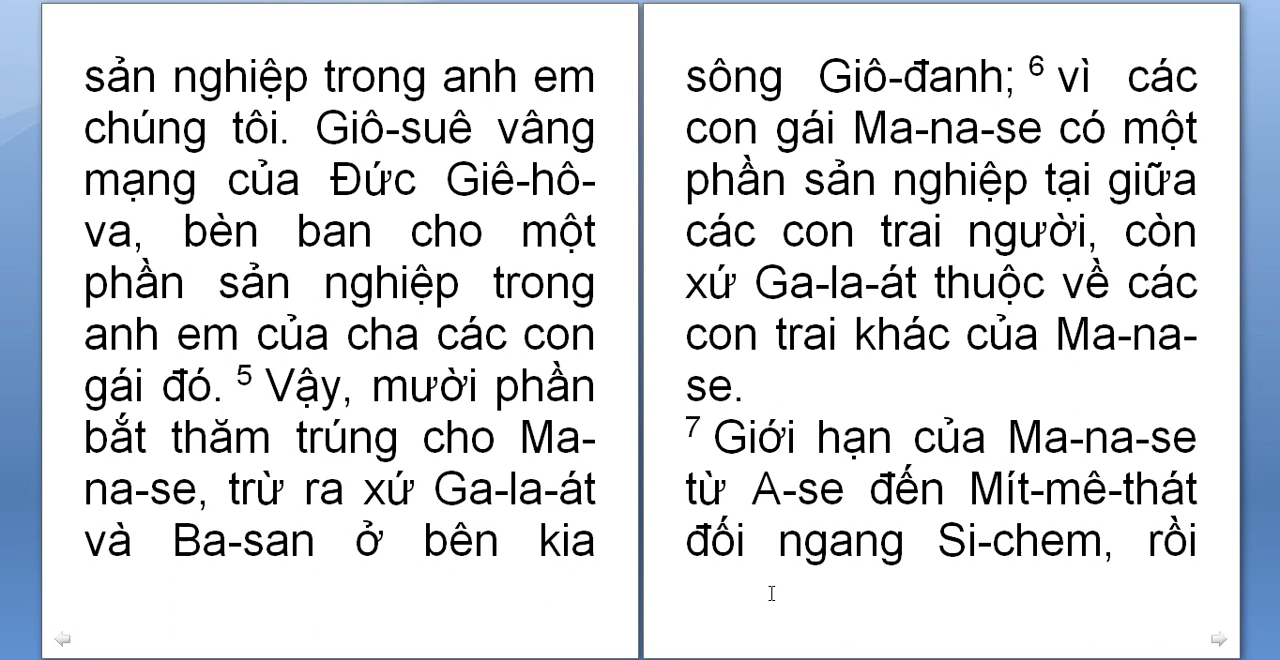 sản nghiệp trong anh em
chúng tôi. Giô-suê vâng
mạng của Đức Giê-hô-
va, bèn ban cho một
phần sản nghiệp trong
anh em của cha các con
gái đó. 5 Vậy, mười phần
bắt thăm trúng cho Ma-
na-se, trừ ra xứ Ga-la-át
và Ba-san ở bên kia
sông Giô-đanh; 6 vì các
con gái Ma-na-se có một
phần sản nghiệp tại giữa
các con trai người, còn
xứ Ga-la-át thuộc về các
con trai khác của Ma-na-
se.
7 Giới hạn của Ma-na-se
từ A-se đến Mít-mê-thát
đối ngang Si-chem, rồi